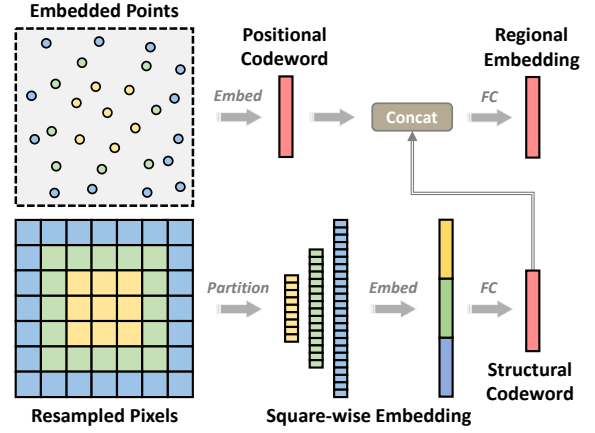 Embedded Points
Positional
Codeword
Regional
Embedding
Embed
Concat
FC
Partition
Embed
FC
Structural
Codeword
Resampled Pixels
Square-wise Embedding